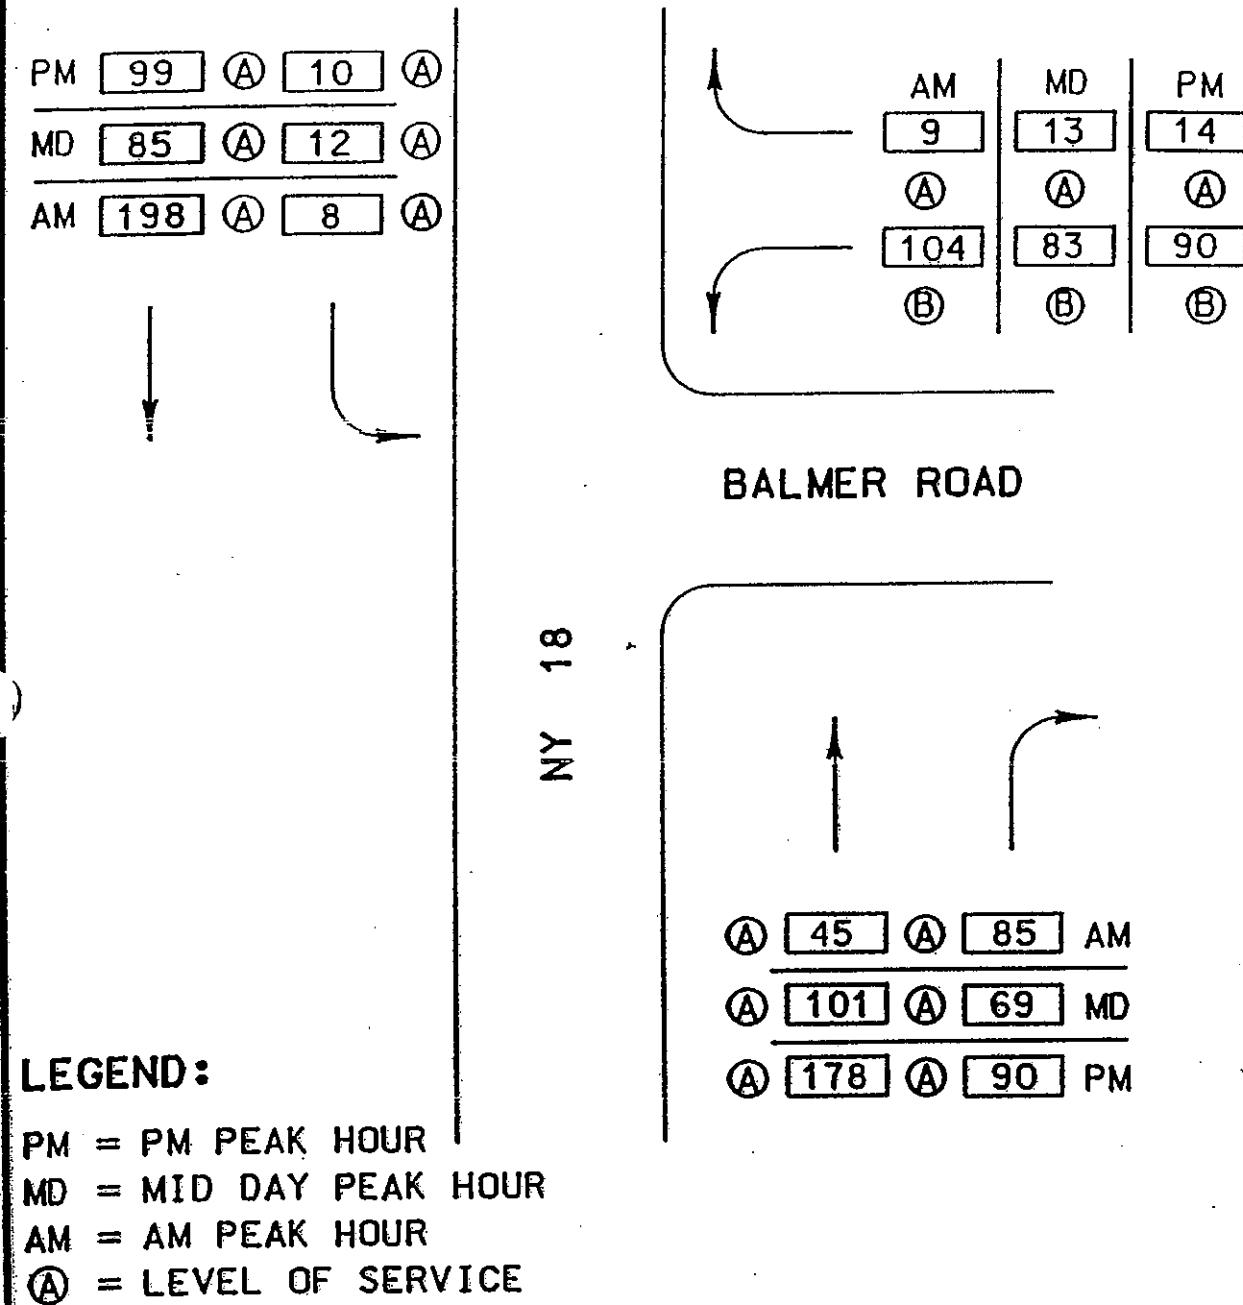 PM 99 A 10 A
MD 85 A 12 A
AM 198 A 8 A
AM MD PM
9 13 14
A A A
104 83 90
B B B
BALMER ROAD
NY 18
A 45 A 85 AM
A 101 A 69 MD
A 178 A 90 PM
LEGEND:
PM = PM PEAK HOUR
MD = MID DAY PEAK HOUR
AM = AM PEAK HOUR
A = LEVEL OF SERVICE